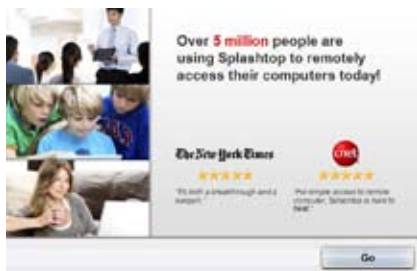 Over 5 million people are
using Splashtop to remotely
access their computers today!
The New York Times
cnet
"It's both a breakthrough and a
"For simple access to remote
computer, Splashtop is hard to
beat."
Go